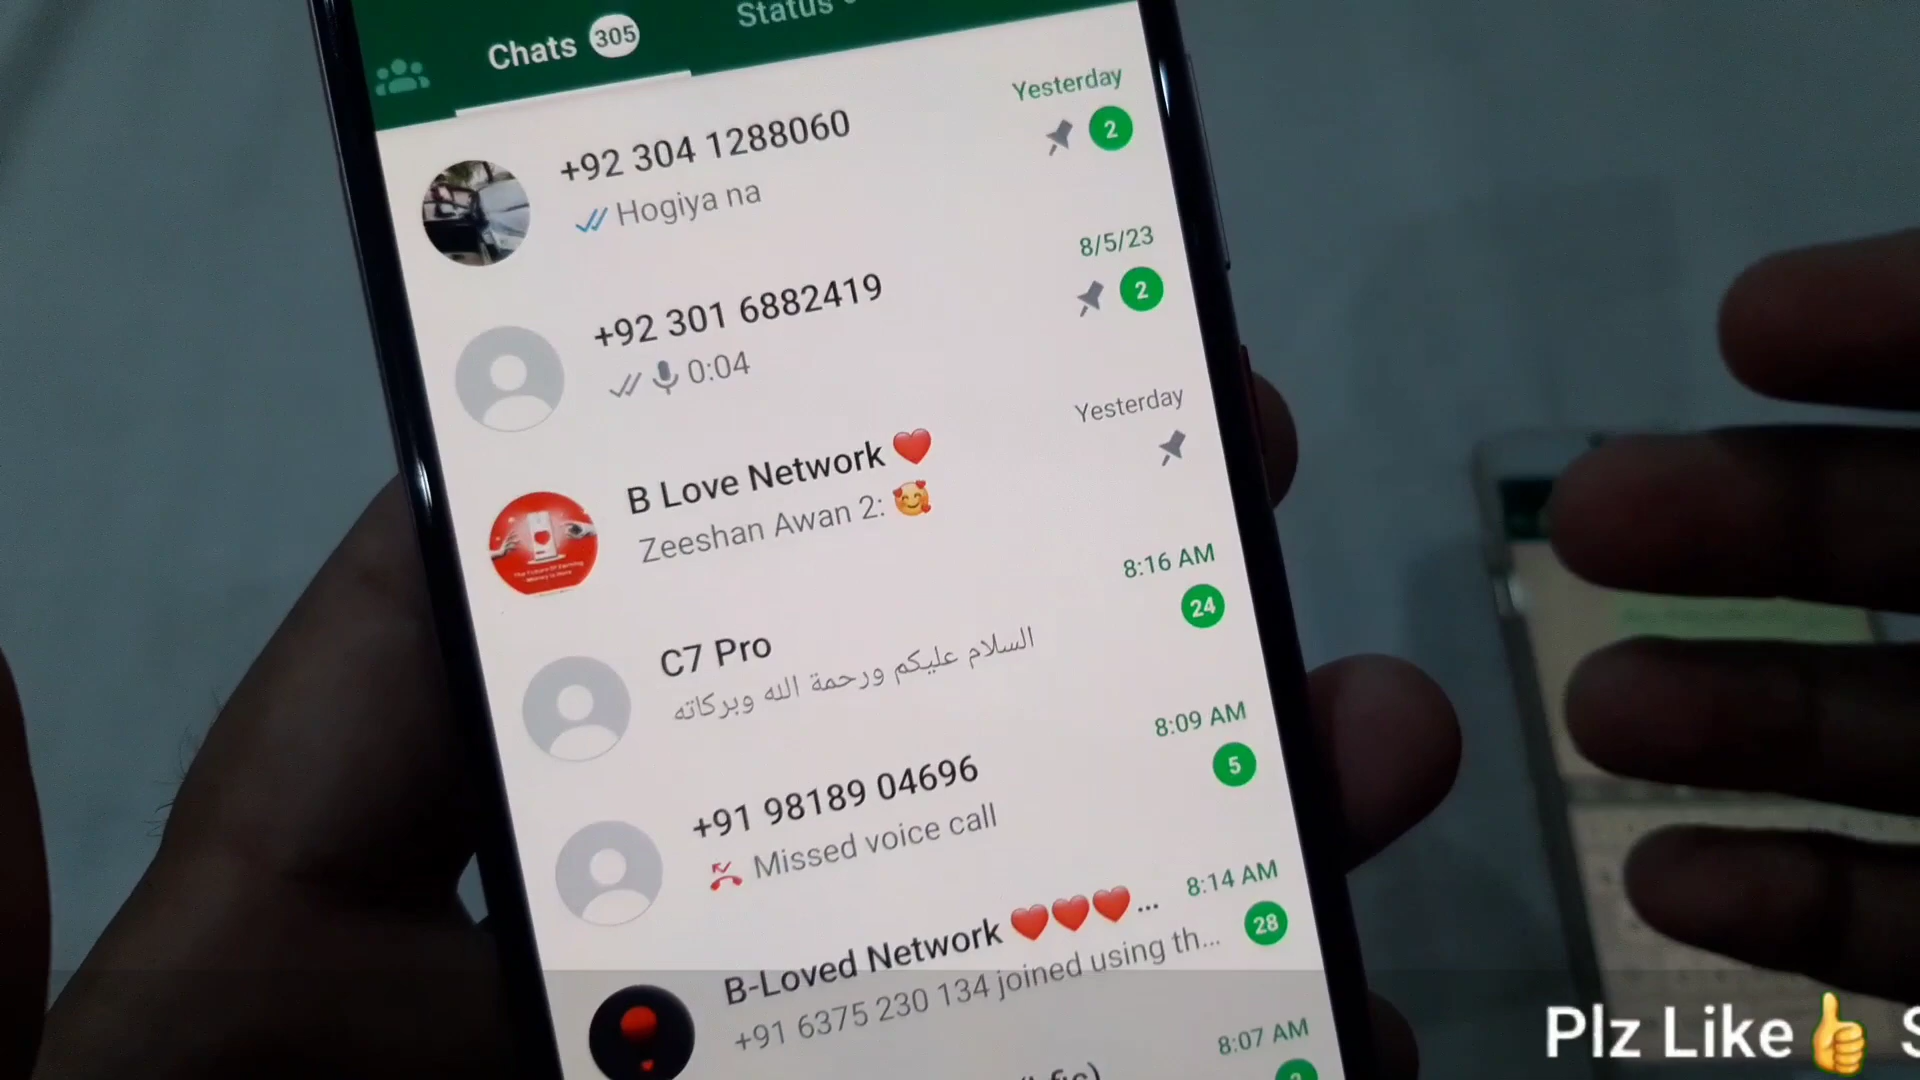 Chats 305
Status
+92 304 1288060
Yesterday
Hogiya na
2
+92 301 6882419
8/5/23
0:04
2
B Love Network ❤️
Yesterday
Zeeshan Awan 2: 🥰
C7 Pro
8:16 AM
السلام عليكم ورحمة الله وبركاته
24
+91 98189 04696
8:09 AM
Missed voice call
5
B-Loved Network ❤️❤️❤️...
8:14 AM
+91 6375 230 134 joined using th...
28
8:07 AM
Plz Like👍 S